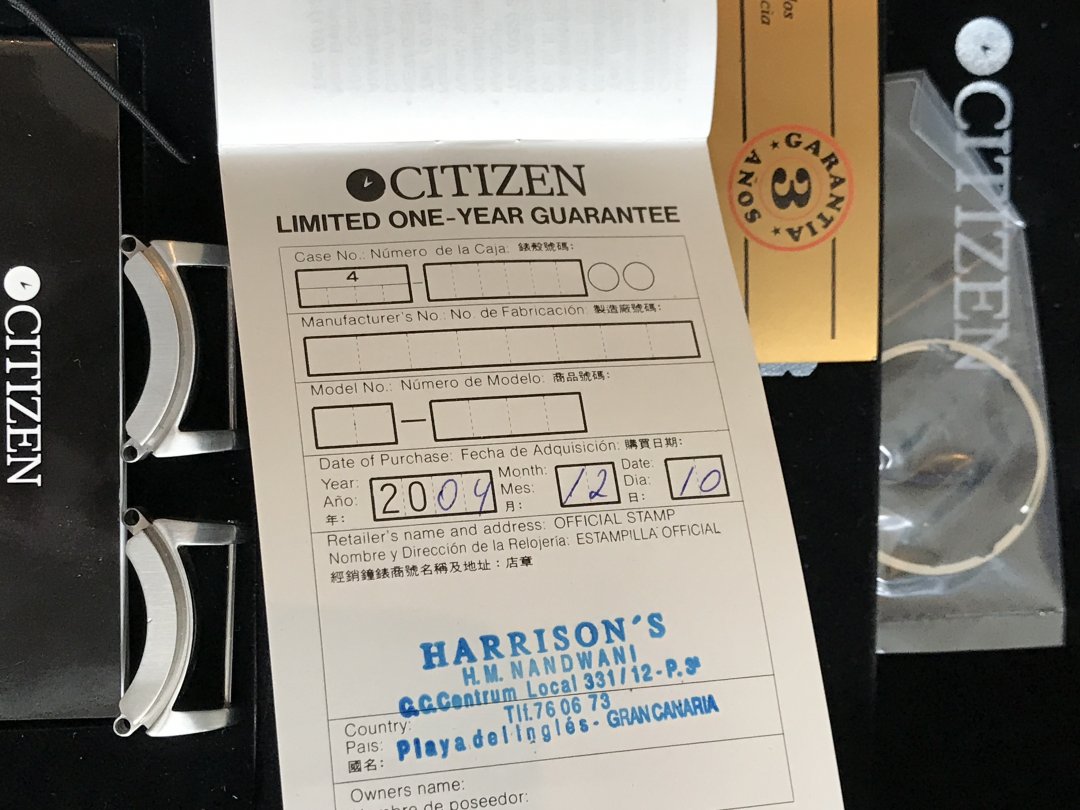 CITIZEN
LIMITED ONE-YEAR GUARANTEE
Case No.: Número de la Caja: 錶殼號碼:
4
Manufacturer's No.: No. de Fabricación: 製造廠號碼:
Model No.: Número de Modelo: 商品號碼:
Date of Purchase: Fecha de Adquisición: 購買日期:
Year: Año: 年: 2004 Month: Mes: 月: 12 Date: Día: 日: 10
Retailer's name and address: OFFICIAL STAMP
Nombre y Dirección de la Relojería: ESTAMPILLA OFFICIAL
經銷鐘錶商號名稱及地址：店章
HARRISON'S
H.M. NANDWANI
C.C. Centrum Local 331/12-P.3ª
Tlf. 76 06 73
Playa del Inglés - GRAN CANARIA
Country:
País:
國名:
Owners name:
de poseedor:
CITIZEN
GARANTIA
3
AÑOS
CITIZEN